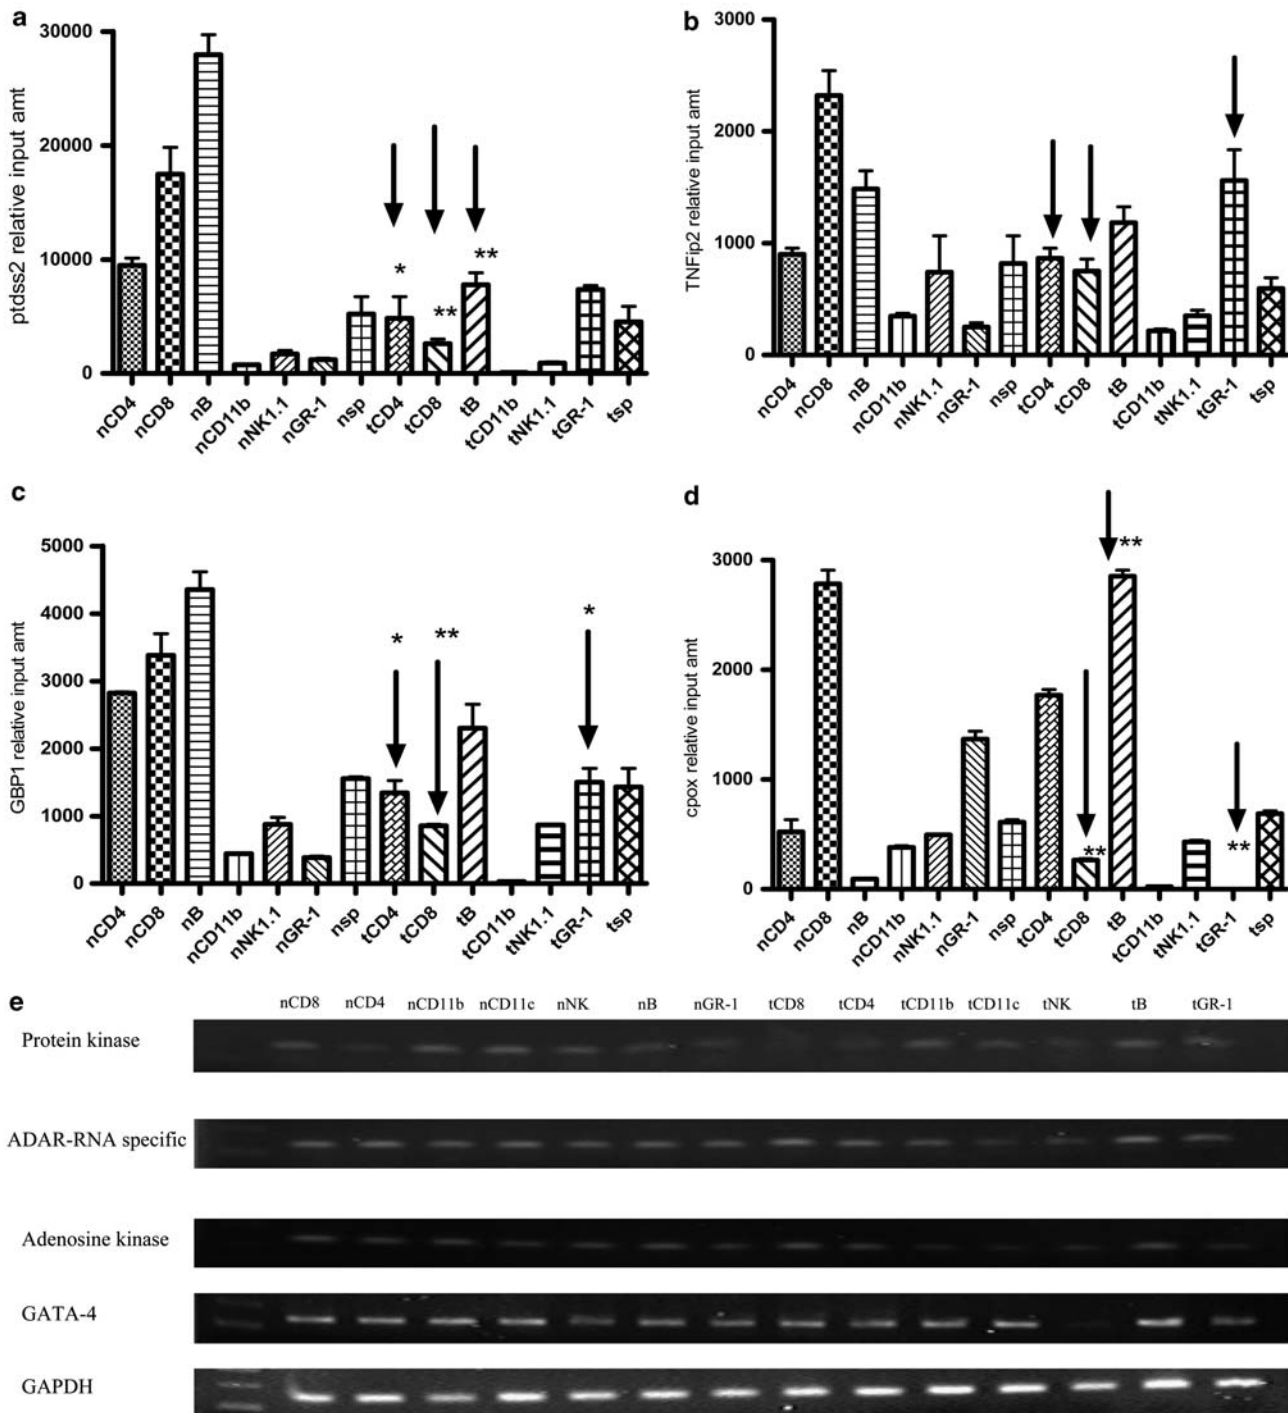 a
ptdss2 relative input amt
30000
20000
10000
0
*
**
**
nCD4 nCD8 nB nCD11b nNK1.1 nGR-1 nsp tCD4 tCD8 tB tCD11b tNK1.1 tGR-1 tsp
b
TNFip2 relative input amt
3000
2000
1000
0
nCD4 nCD8 nB nCD11b nNK1.1 nGR-1 nsp tCD4 tCD8 tB tCD11b tNK1.1 tGR-1 tsp
c
GBP1 relative input amt
5000
4000
3000
2000
1000
0
*
**
*
nCD4 nCD8 nB nCD11b nNK1.1 nGR-1 nsp tCD4 tCD8 tB tCD11b tNK1.1 tGR-1 tsp
d
cpox relative input amt
3000
2000
1000
0
**
**
**
nCD4 nCD8 nB nCD11b nNK1.1 nGR-1 nsp tCD4 tCD8 tB tCD11b tNK1.1 tGR-1 tsp
e
nCD8 nCD4 nCD11b nCD11c nNK nB nGR-1 tCD8 tCD4 tCD11b tCD11c tNK tB tGR-1
Protein kinase
ADAR-RNA specific
Adenosine kinase
GATA-4
GAPDH